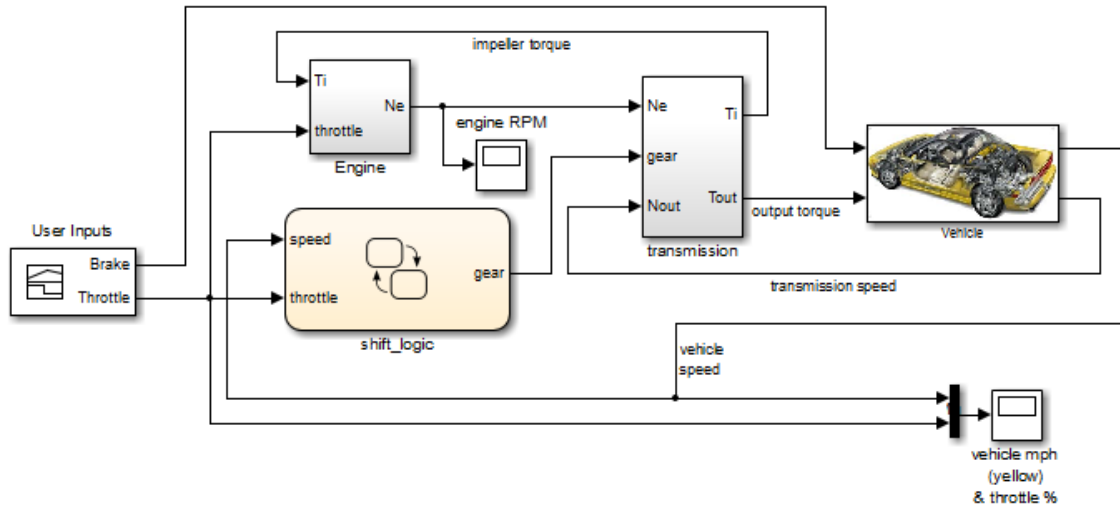 impeller torque
Ti
Ne
throttle
Engine
engine RPM
Ne
Ti
gear
Nout
Tout
transmission
output torque
Vehicle
User Inputs
Brake
Throttle
speed
gear
throttle
shift_logic
transmission speed
vehicle
speed
vehicle mph
(yellow)
& throttle %